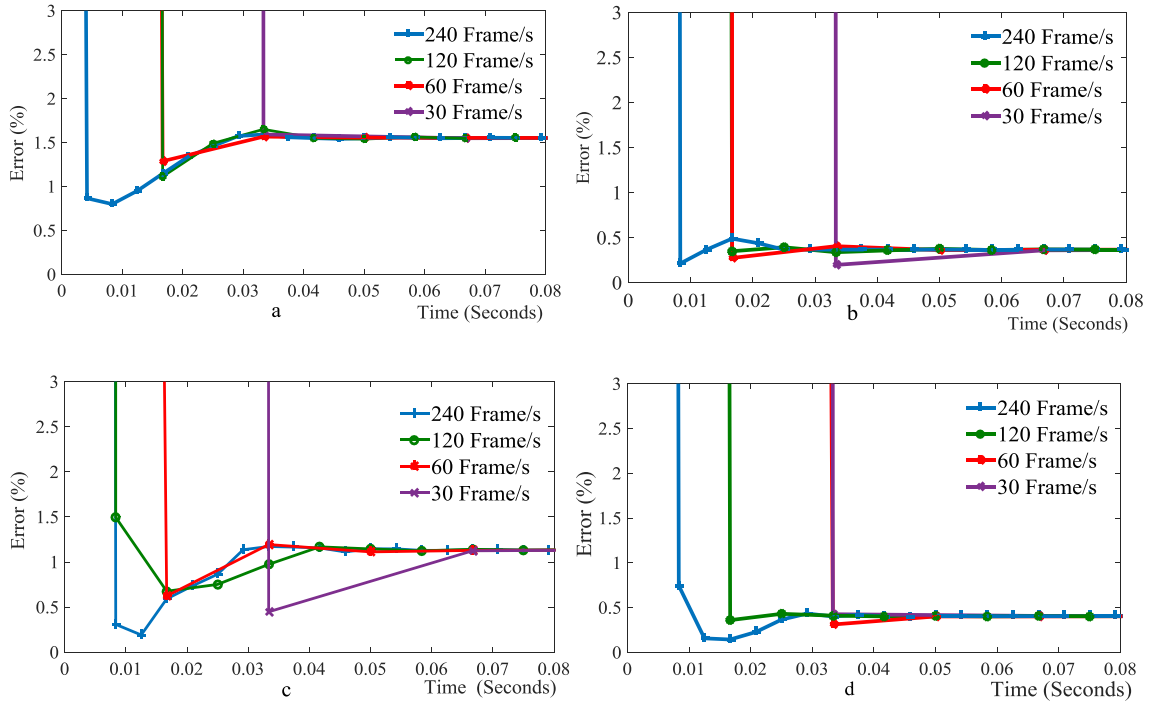 3
2.5
2
1.5
1
0.5
0
Error (%)
240 Frame/s
120 Frame/s
60 Frame/s
30 Frame/s
0 0.01 0.02 0.03 0.04 0.05 0.06 0.07 0.08
a
Time (Seconds)
3
2.5
2
1.5
1
0.5
0
Error (%)
240 Frame/s
120 Frame/s
60 Frame/s
30 Frame/s
0 0.01 0.02 0.03 0.04 0.05 0.06 0.07 0.08
b
Time (Seconds)
3
2.5
2
1.5
1
0.5
0
Error (%)
240 Frame/s
120 Frame/s
60 Frame/s
30 Frame/s
0 0.01 0.02 0.03 0.04 0.05 0.06 0.07 0.08
c
Time (Seconds)
3
2.5
2
1.5
1
0.5
0
Error (%)
240 Frame/s
120 Frame/s
60 Frame/s
30 Frame/s
0 0.01 0.02 0.03 0.04 0.05 0.06 0.07 0.08
d
Time (Seconds)